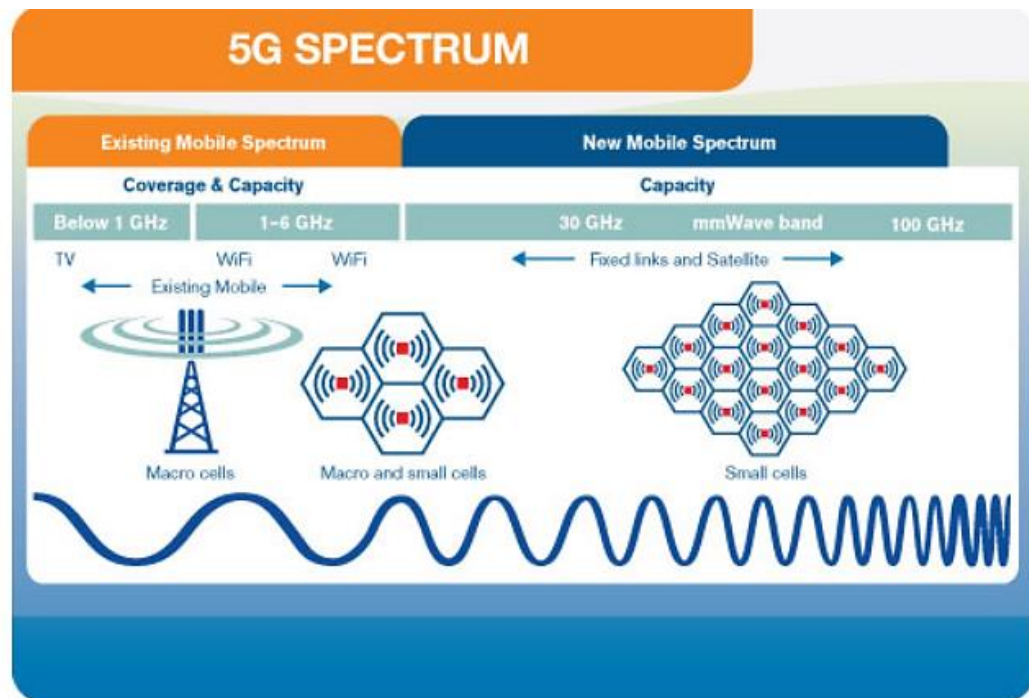 5G SPECTRUM
Existing Mobile Spectrum
New Mobile Spectrum
Coverage & Capacity
Capacity
Below 1 GHz
1–6 GHz
30 GHz
mmWave band
100 GHz
TV
WiFi
WiFi
Fixed links and Satellite
Existing Mobile
Macro cells
Macro and small cells
Small cells